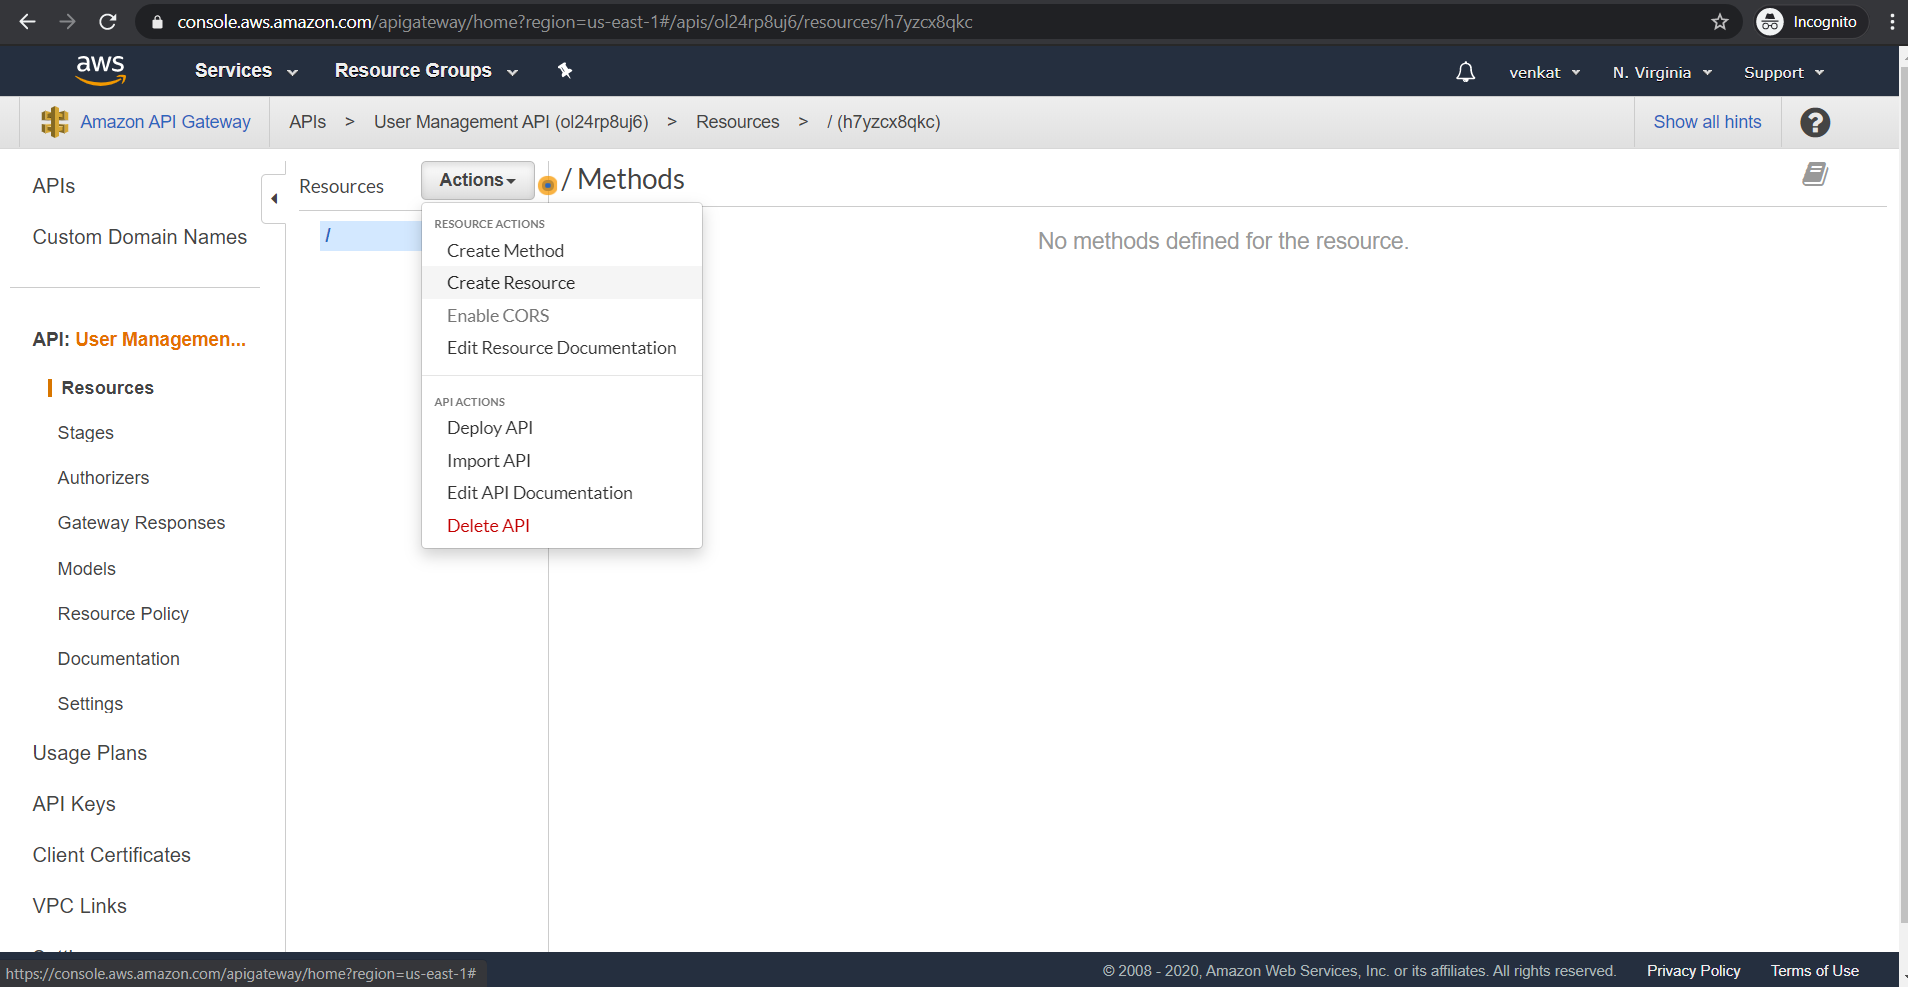 console.aws.amazon.com/apigateway/home?region=us-east-1#/apis/ol24rp8uj6/resources/h7yzcx8qkc
Incognito
aws
Services
Resource Groups
venkat
N. Virginia
Support
Amazon API Gateway
APIs > User Management API (ol24rp8uj6) > Resources > / (h7yzcx8qkc)
Show all hints
?
APIs
Custom Domain Names
API: User Managemen...
Resources
Stages
Authorizers
Gateway Responses
Models
Resource Policy
Documentation
Settings
Usage Plans
API Keys
Client Certificates
VPC Links
Resources
Actions
/
RESOURCE ACTIONS
Create Method
Create Resource
Enable CORS
Edit Resource Documentation
API ACTIONS
Deploy API
Import API
Edit API Documentation
Delete API
/ Methods
No methods defined for the resource.
https://console.aws.amazon.com/apigateway/home?region=us-east-1#
© 2008 - 2020, Amazon Web Services, Inc. or its affiliates. All rights reserved.
Privacy Policy
Terms of Use